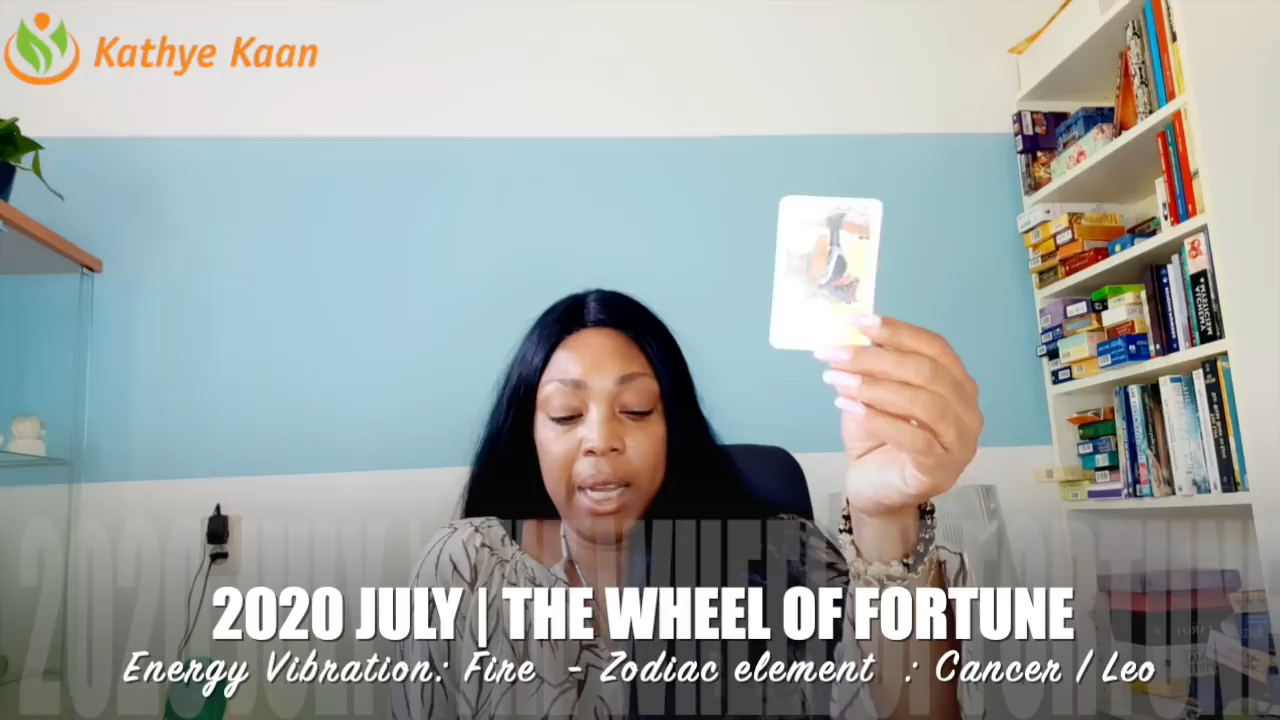 Kathye Kaan
2020 JULY | THE WHEEL OF FORTUNE
Energy Vibration: Fire - Zodiac element : Cancer / Leo